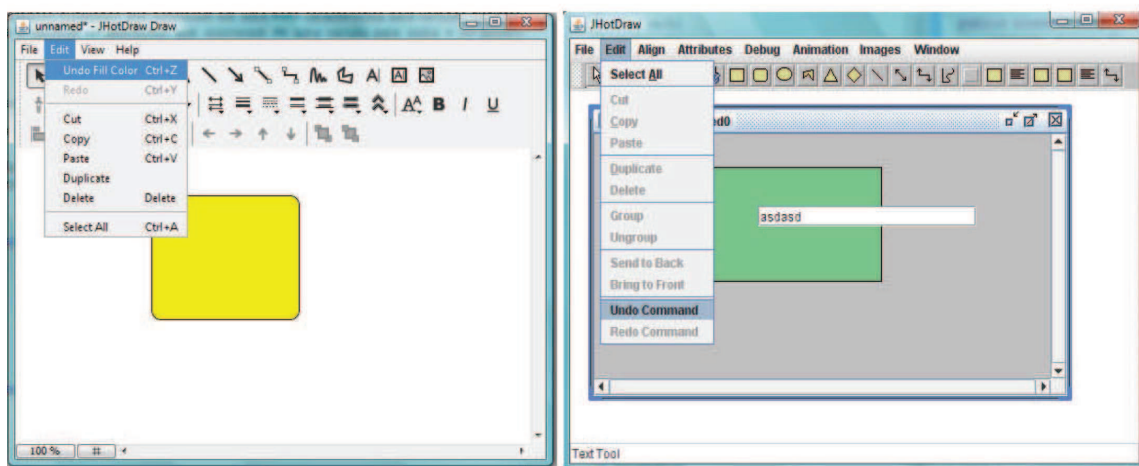 unnamed* - JHotDraw Draw
File Edit View Help
Undo Fill Color Ctrl+Z
Redo Ctrl+Y
Cut Ctrl+X
Copy Ctrl+C
Paste Ctrl+V
Duplicate
Delete Delete
Select All Ctrl+A
A A
A B I U
100 %
JHotDraw
File Edit Align Attributes Debug Animation Images Window
Select All
Cut
Copy
Paste
Duplicate
Delete
Group
Ungroup
Send to Back
Bring to Front
Undo Command
Redo Command
asdasd
Text Tool